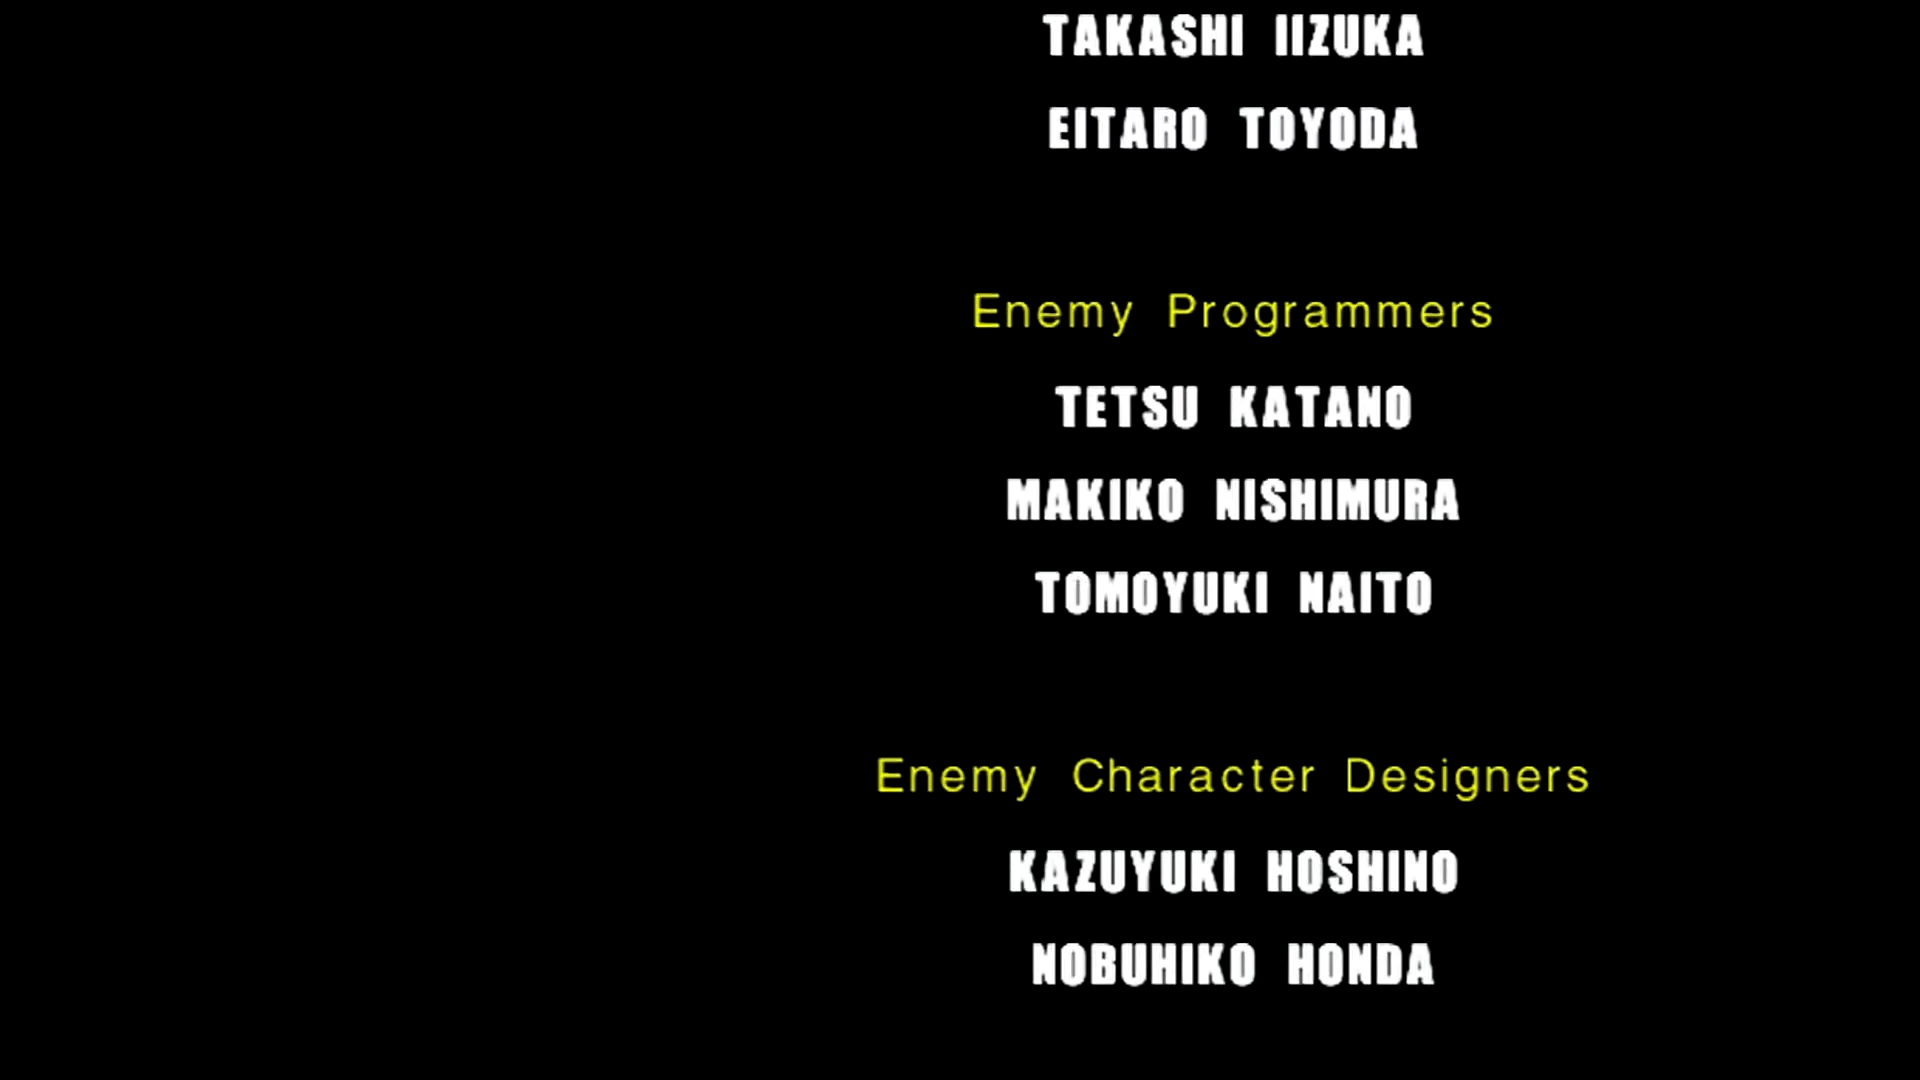 TAKASHI IIZUKA
EITARO TOYODA
Enemy Programmers
TETSU KATANO
MAKIKO NISHIMURA
TOMOYUKI NAITO
Enemy Character Designers
KAZUYUKI HOSHINO
NOBUHIKO HONDA